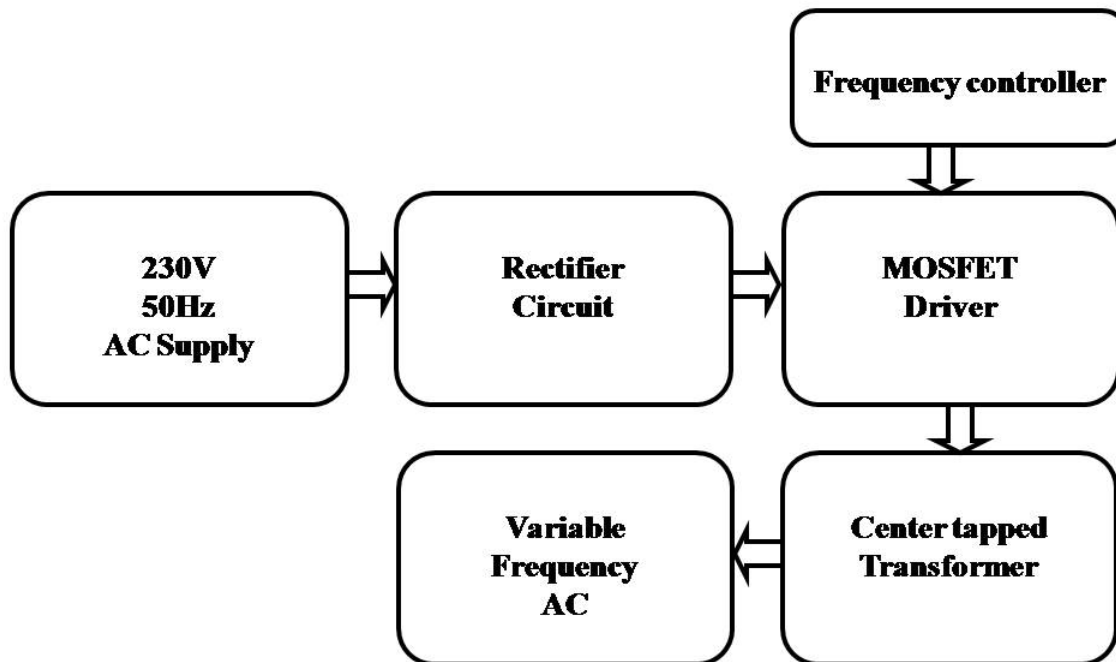 Frequency controller
230V
50Hz
AC Supply
Rectifier
Circuit
MOSFET
Driver
Variable
Frequency
AC
Center tapped
Transformer